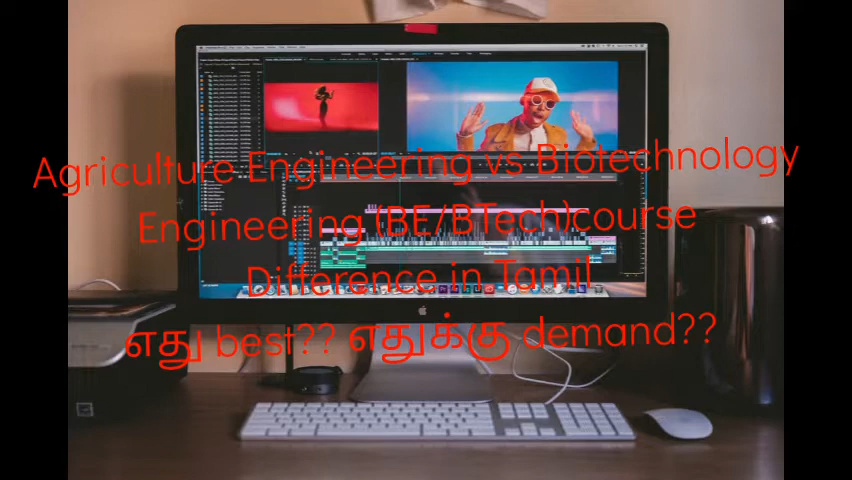 Agriculture Engineering vs Biotechnology
Engineering (BE/BTech)course
Difference in Tamil
எது best?? எதுக்கு demand??